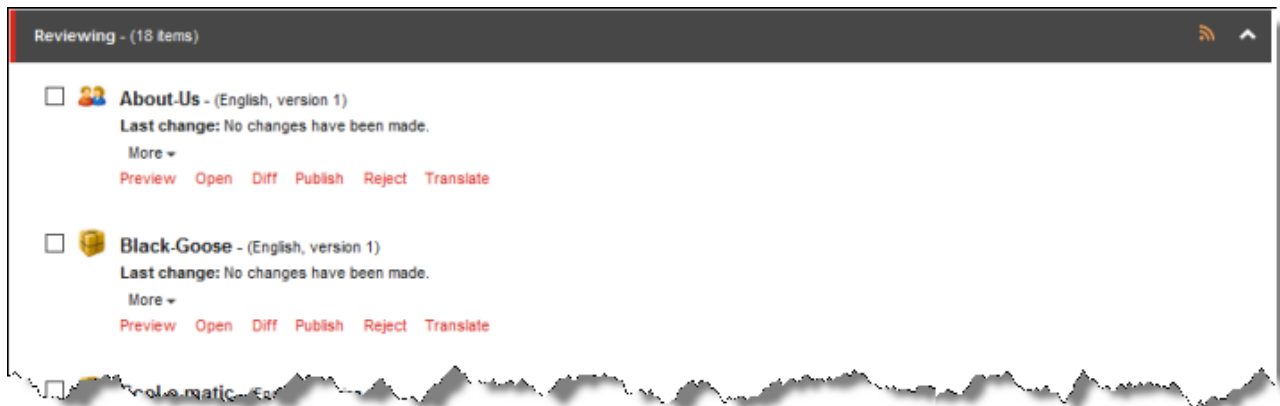 Reviewing - (18 items)
About-Us - (English, version 1)
Last change: No changes have been made.
More
Preview Open Diff Publish Reject Translate
Black-Goose - (English, version 1)
Last change: No changes have been made.
More
Preview Open Diff Publish Reject Translate